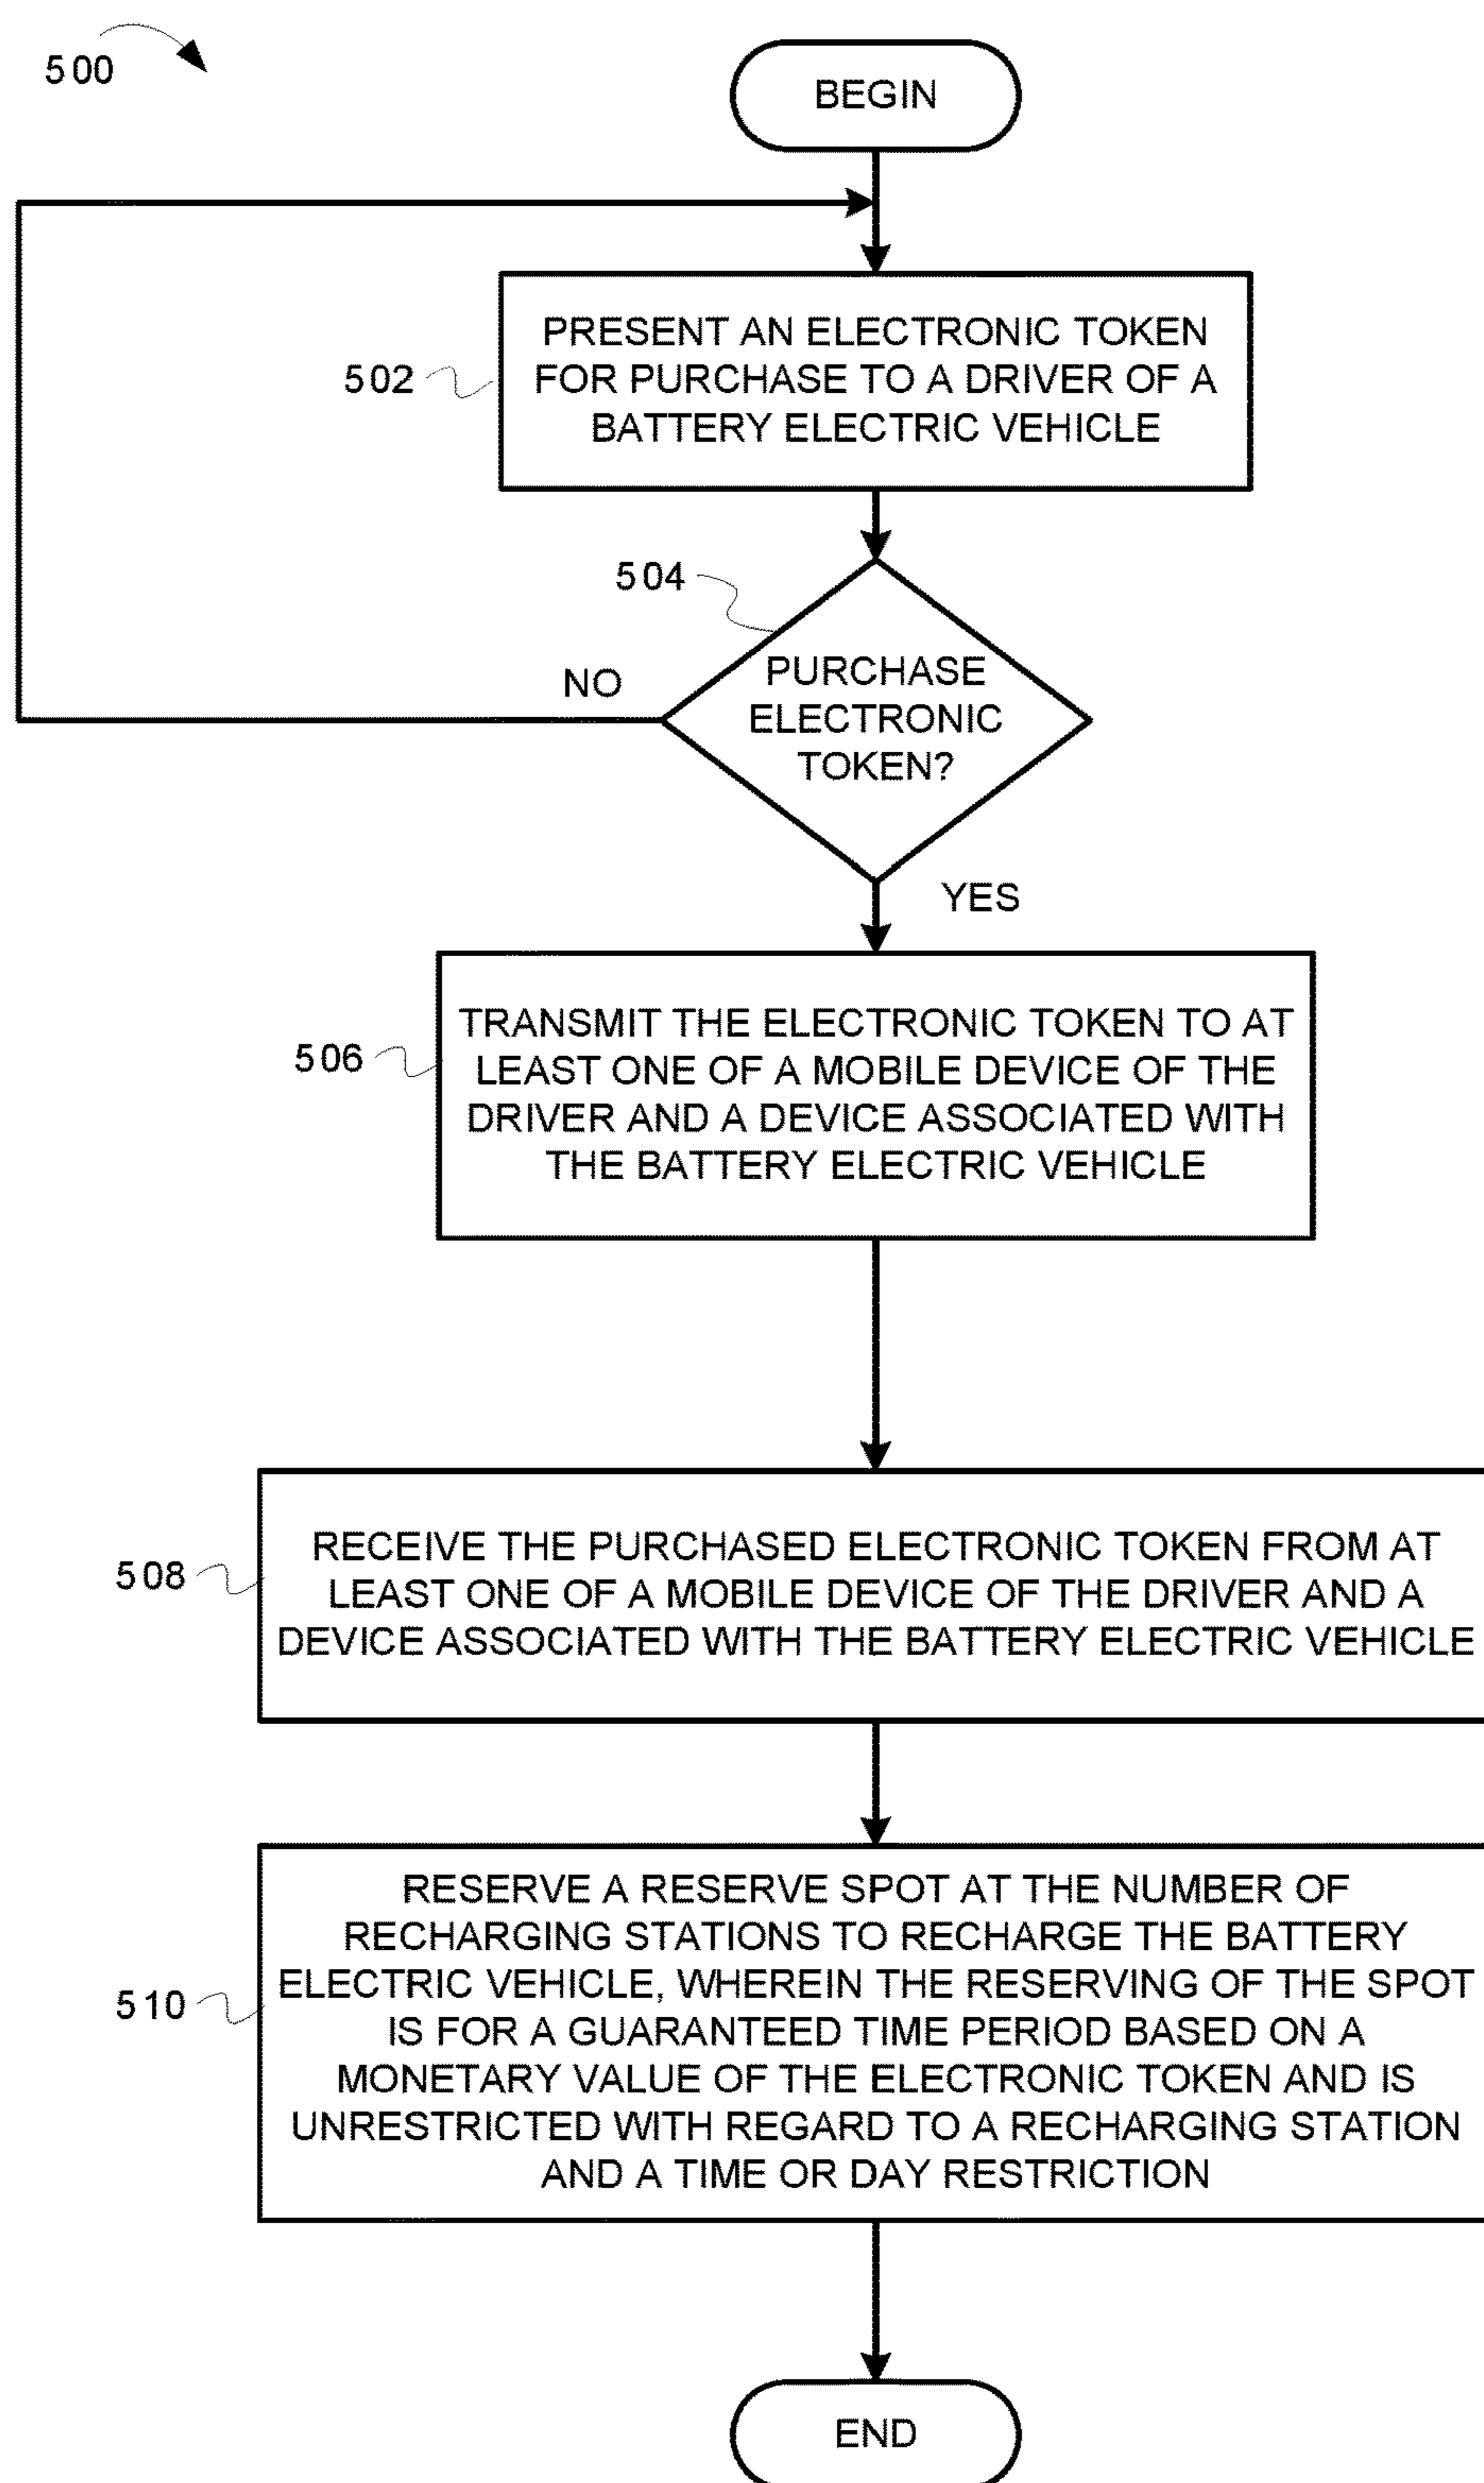 500
BEGIN
PRESENT AN ELECTRONIC TOKEN
FOR PURCHASE TO A DRIVER OF A
BATTERY ELECTRIC VEHICLE
502
504
PURCHASE
ELECTRONIC
TOKEN?
NO
YES
TRANSMIT THE ELECTRONIC TOKEN TO AT
LEAST ONE OF A MOBILE DEVICE OF THE
DRIVER AND A DEVICE ASSOCIATED WITH
THE BATTERY ELECTRIC VEHICLE
506
RECEIVE THE PURCHASED ELECTRONIC TOKEN FROM AT
LEAST ONE OF A MOBILE DEVICE OF THE DRIVER AND A
DEVICE ASSOCIATED WITH THE BATTERY ELECTRIC VEHICLE
508
RESERVE A RESERVE SPOT AT THE NUMBER OF
RECHARGING STATIONS TO RECHARGE THE BATTERY
ELECTRIC VEHICLE, WHEREIN THE RESERVING OF THE SPOT
IS FOR A GUARANTEED TIME PERIOD BASED ON A
MONETARY VALUE OF THE ELECTRONIC TOKEN AND IS
UNRESTRICTED WITH REGARD TO A RECHARGING STATION
AND A TIME OR DAY RESTRICTION
510
END